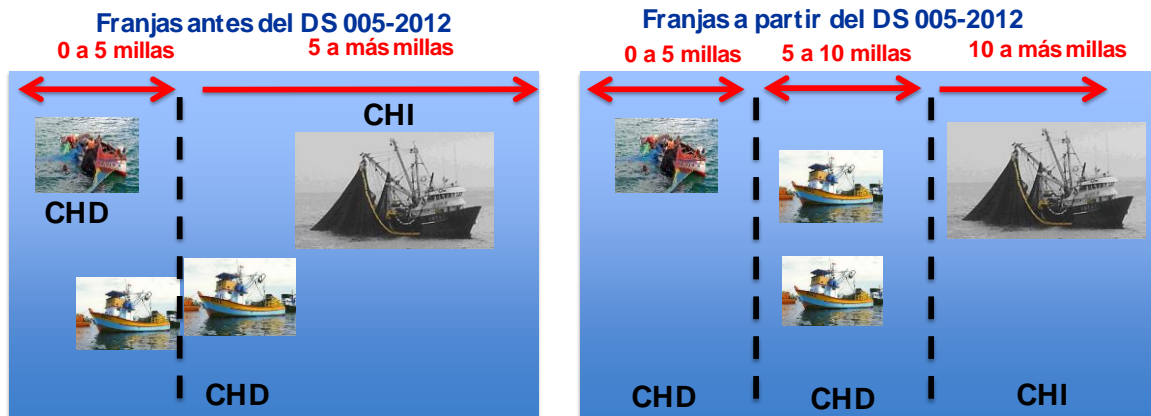 Franjas antes del DS 005-2012
0 a 5 millas
5 a más millas
CHI
CHD
CHD
Franjas a partir del DS 005-2012
0 a 5 millas
5 a 10 millas
10 a más millas
CHD
CHD
CHI